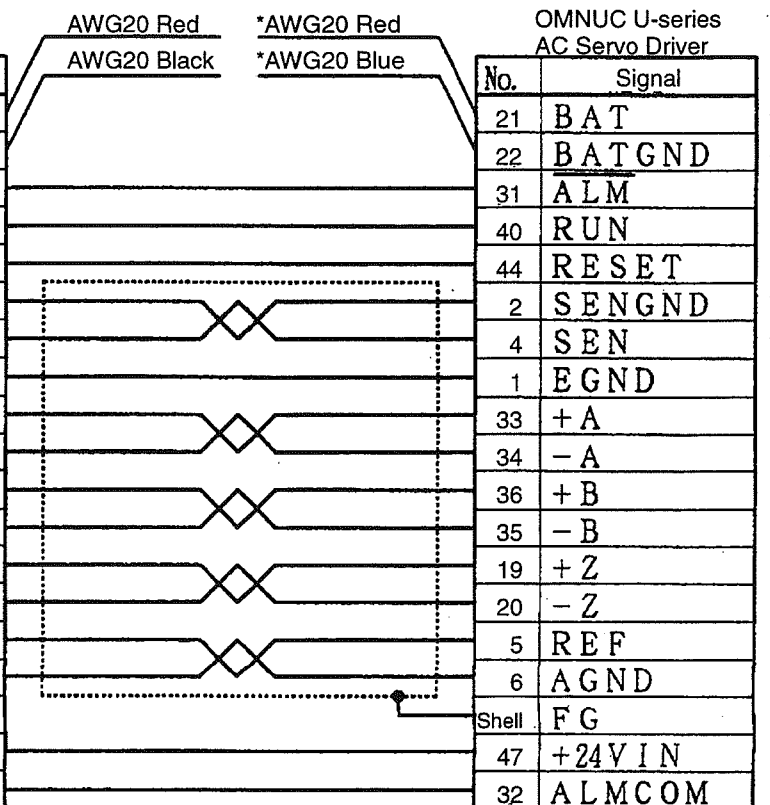 AWG20 Red *AWG20 Red
AWG20 Black *AWG20 Blue
OMNUC U-series
AC Servo Driver
No. Signal
21 BAT
22 BATGND
31 ALM
40 RUN
44 RESET
2 SENGND
4 SEN
1 EGND
33 +A
34 -A
36 +B
35 -B
19 +Z
20 -Z
5 REF
6 AGND
Shell FG
47 +24VIN
32 ALMCOM